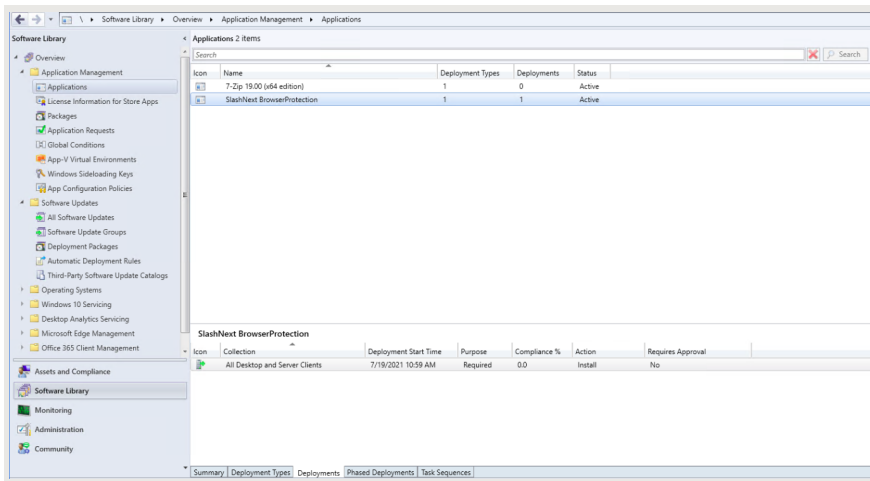 \ Software Library Overview Application Management Applications
Software Library
Overview
Application Management
Applications
License Information for Store Apps
Packages
Application Requests
Global Conditions
App-V Virtual Environments
Windows Sideloading Keys
App Configuration Policies
Software Updates
All Software Updates
Software Update Groups
Deployment Packages
Automatic Deployment Rules
Third-Party Software Update Catalogs
Operating Systems
Windows 10 Servicing
Desktop Analytics Servicing
Microsoft Edge Management
Office 365 Client Management
Assets and Compliance
Software Library
Monitoring
Administration
Community
Applications 2 items
Search Search
Icon Name Deployment Types Deployments Status
7-Zip 19.00 (x64 edition) 1 0 Active
SlashNext BrowserProtection 1 1 Active
SlashNext BrowserProtection
Icon Collection Deployment Start Time Purpose Compliance % Action Requires Approval
All Desktop and Server Clients 7/19/2021 10:59 AM Required 0.0 Install No
Summary Deployment Types Deployments Phased Deployments Task Sequences